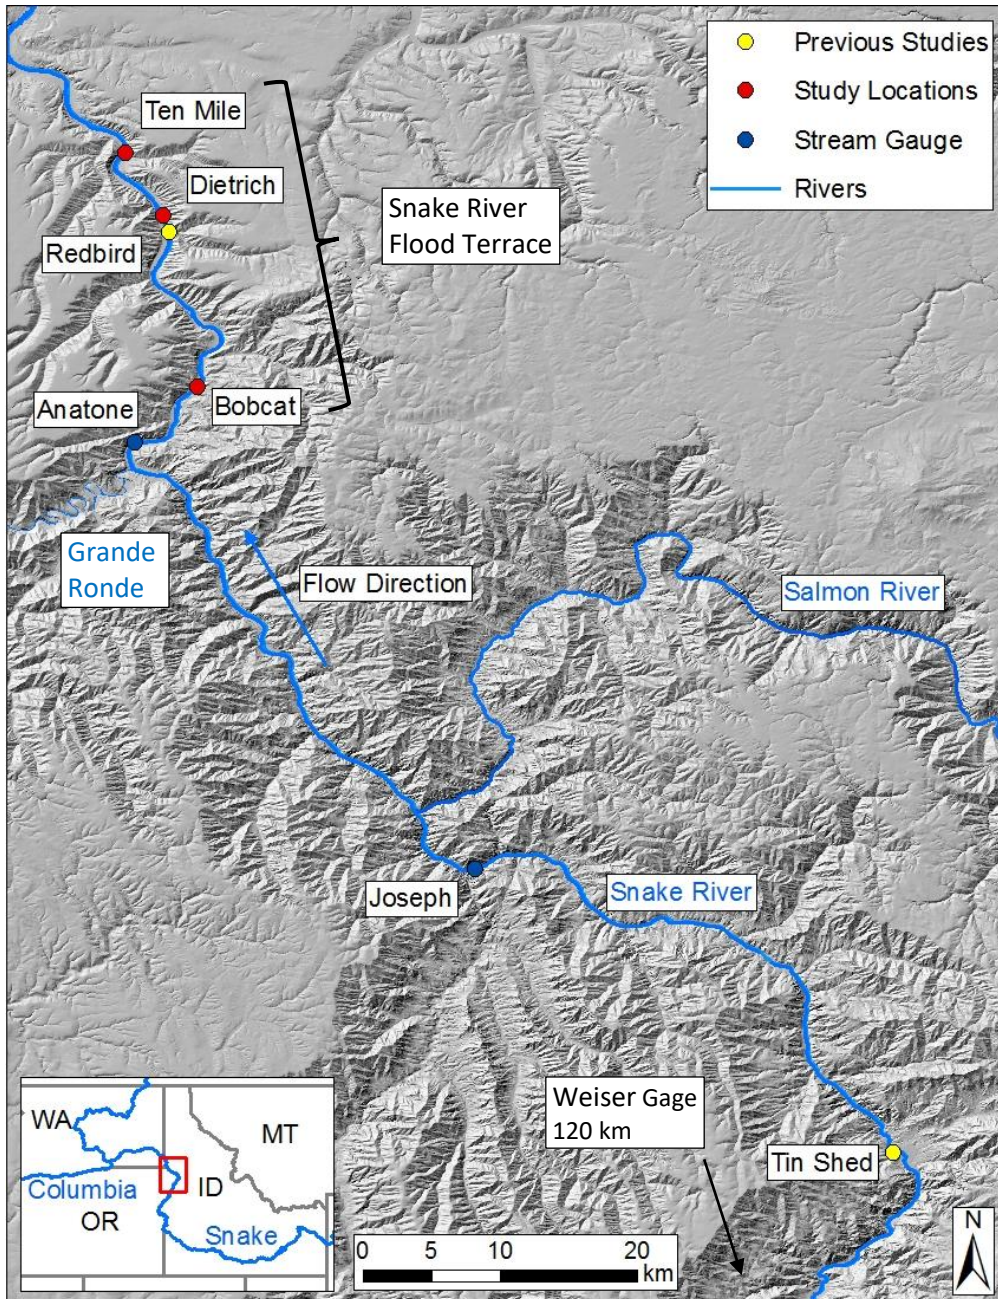 Previous Studies
Study Locations
Stream Gauge
Rivers
Ten Mile
Dietrich
Snake River
Flood Terrace
Redbird
Anatone
Bobcat
Grande
Ronde
Flow Direction
Salmon River
Joseph
Snake River
Weiser Gage
120 km
Tin Shed
WA
MT
ID
Columbia
OR
Snake
0 5 10 20
km
N